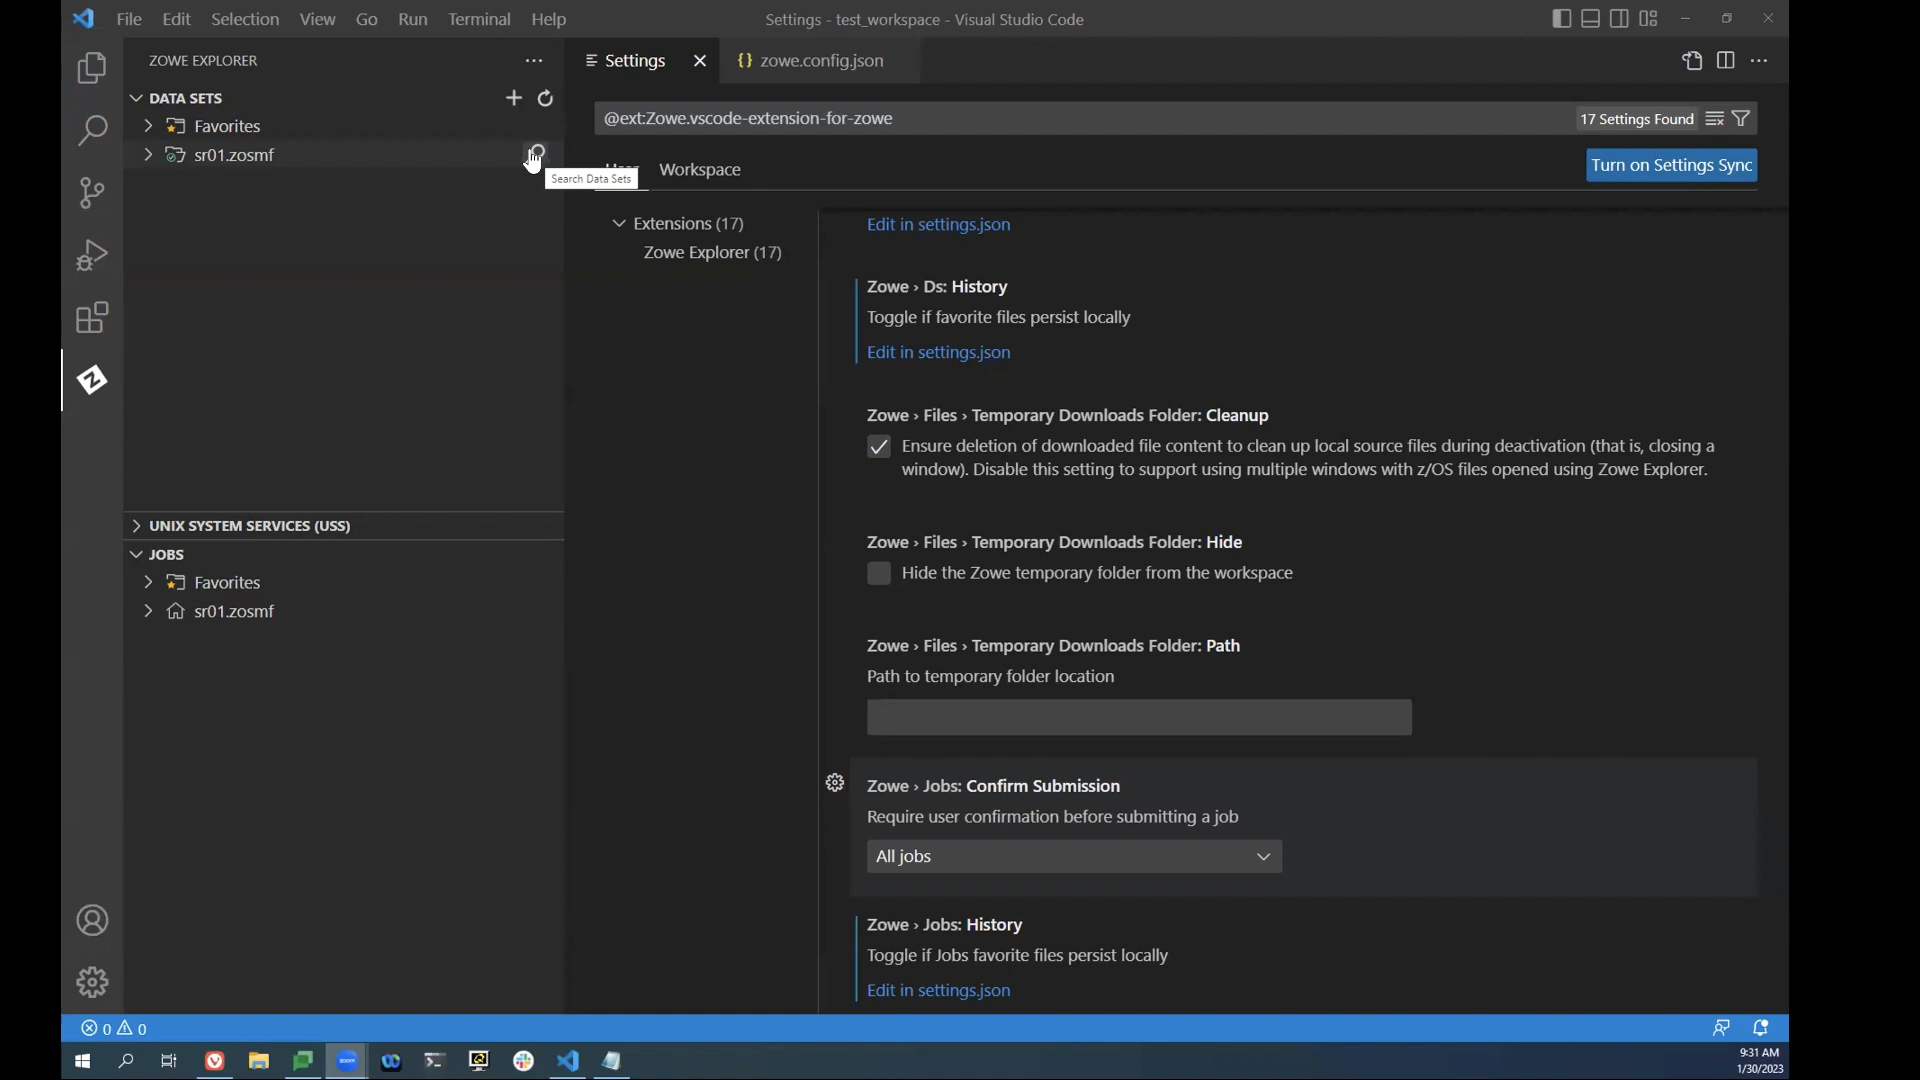 File Edit Selection View Go Run Terminal Help
Settings - test_workspace - Visual Studio Code
ZOWE EXPLORER
Settings
{} zowe.config.json
DATA SETS
Favorites
sr01.zosmf
Search Data Sets
@ext:Zowe.vscode-extension-for-zowe
17 Settings Found
Workspace
Turn on Settings Sync
Extensions (17)
Zowe Explorer (17)
Edit in settings.json
Zowe › Ds: History
Toggle if favorite files persist locally
Edit in settings.json
Zowe › Files › Temporary Downloads Folder: Cleanup
Ensure deletion of downloaded file content to clean up local source files during deactivation (that is, closing a
window). Disable this setting to support using multiple windows with z/OS files opened using Zowe Explorer.
Zowe › Files › Temporary Downloads Folder: Hide
Hide the Zowe temporary folder from the workspace
Zowe › Files › Temporary Downloads Folder: Path
Path to temporary folder location
Zowe › Jobs: Confirm Submission
Require user confirmation before submitting a job
All jobs
Zowe › Jobs: History
Toggle if Jobs favorite files persist locally
Edit in settings.json
UNIX SYSTEM SERVICES (USS)
JOBS
Favorites
sr01.zosmf
0 0
zoom
9:31 AM
1/30/2023